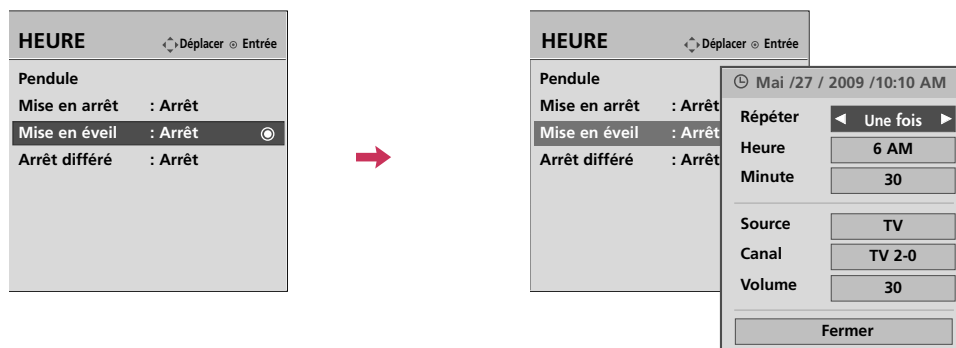 HEURE Déplacer Entrée
Pendule
Mise en arrêt : Arrêt
Mise en éveil : Arrêt
Arrêt différé : Arrêt
HEURE Déplacer Entrée
Pendule
Mise en arrêt : Arrêt
Mise en éveil : Arrêt
Arrêt différé : Arrêt
Mai /27 / 2009 /10:10 AM
Répéter Une fois
Heure 6 AM
Minute 30
Source TV
Canal TV 2-0
Volume 30
Fermer